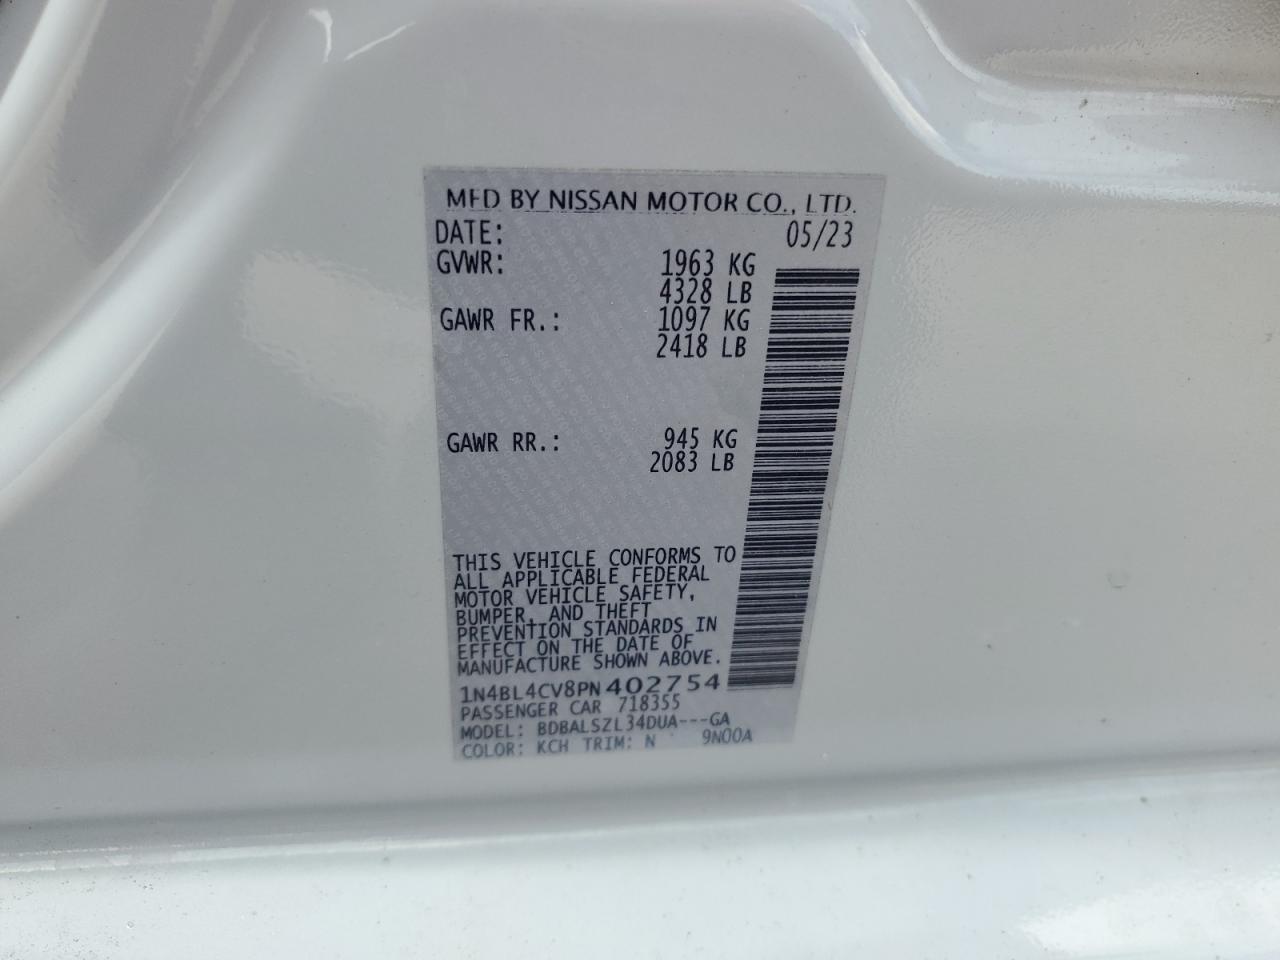 MFD BY NISSAN MOTOR CO., LTD.
DATE: 05/23
GVWR: 1963 KG
4328 LB
GAWR FR.: 1097 KG
2418 LB
GAWR RR.: 945 KG
2083 LB
THIS VEHICLE CONFORMS TO
ALL APPLICABLE FEDERAL
MOTOR VEHICLE SAFETY,
BUMPER, AND THEFT
PREVENTION STANDARDS IN
EFFECT ON THE DATE OF
MANUFACTURE SHOWN ABOVE.
1N4BL4CV8PN402754
PASSENGER CAR 718355
MODEL: BDBALSZL34DUA---GA
COLOR: KCH TRIM: N 9N00A